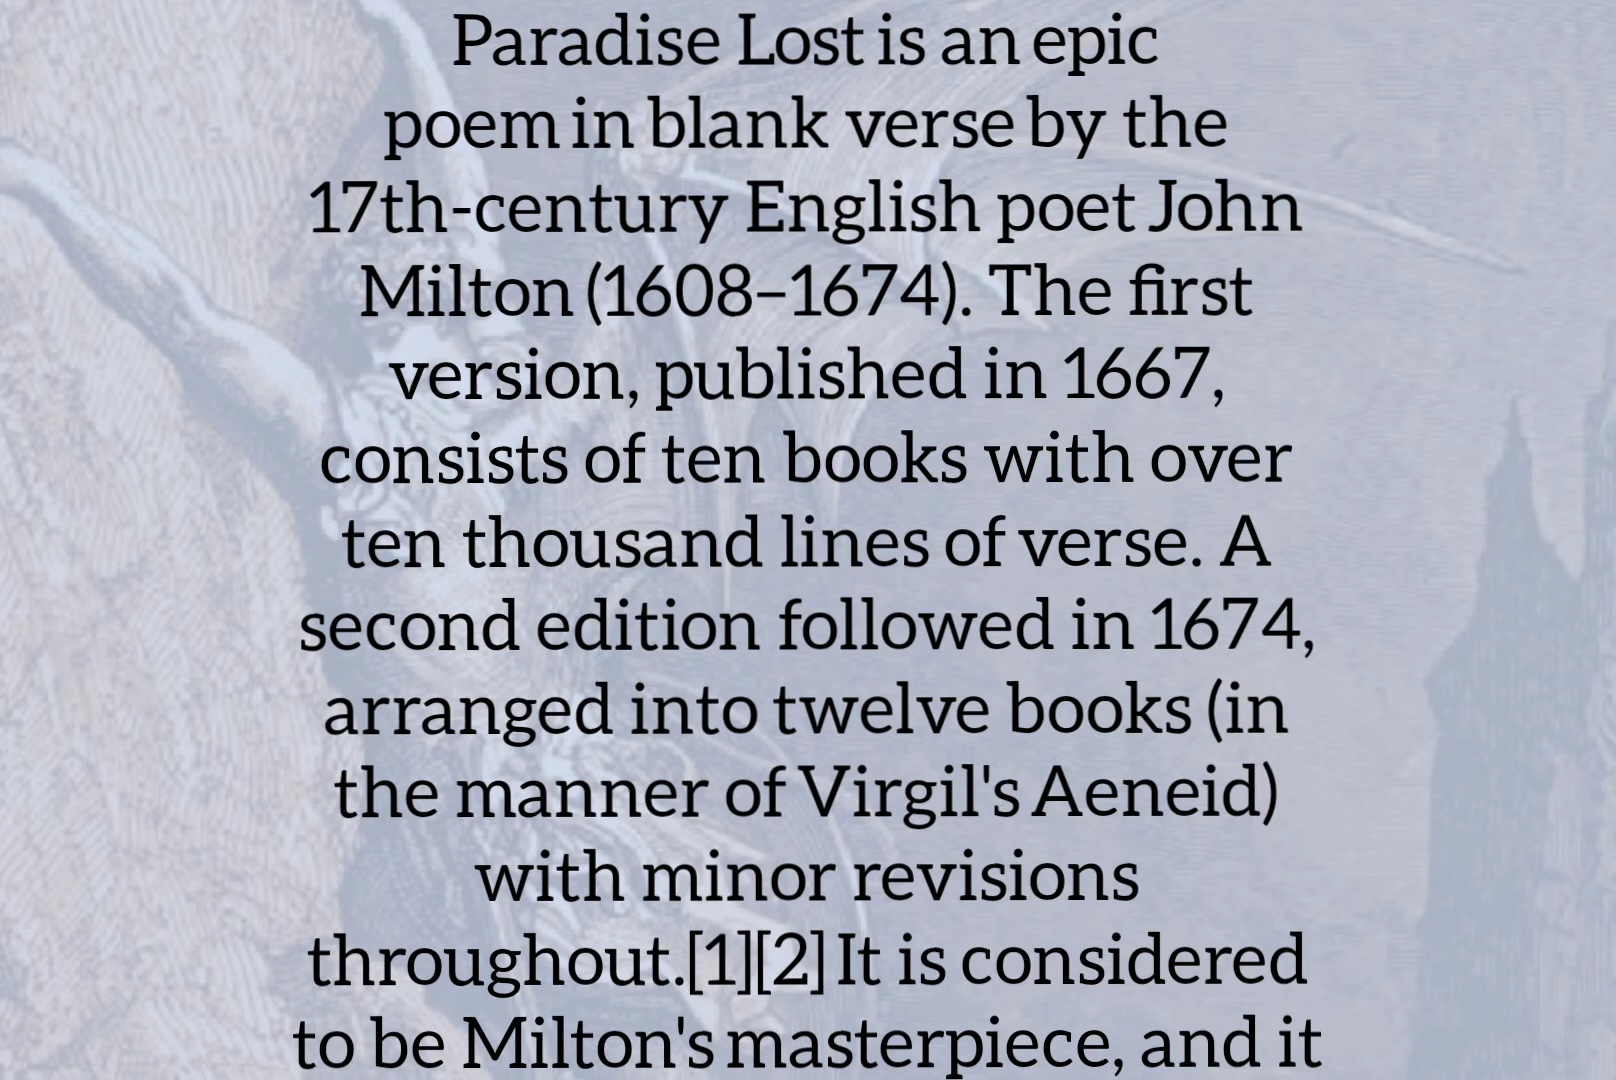 Paradise Lost is an epic
poem in blank verse by the
17th-century English poet John
Milton (1608–1674). The first
version, published in 1667,
consists of ten books with over
ten thousand lines of verse. A
second edition followed in 1674,
arranged into twelve books (in
the manner of Virgil's Aeneid)
with minor revisions
throughout.[1][2] It is considered
to be Milton's masterpiece, and it